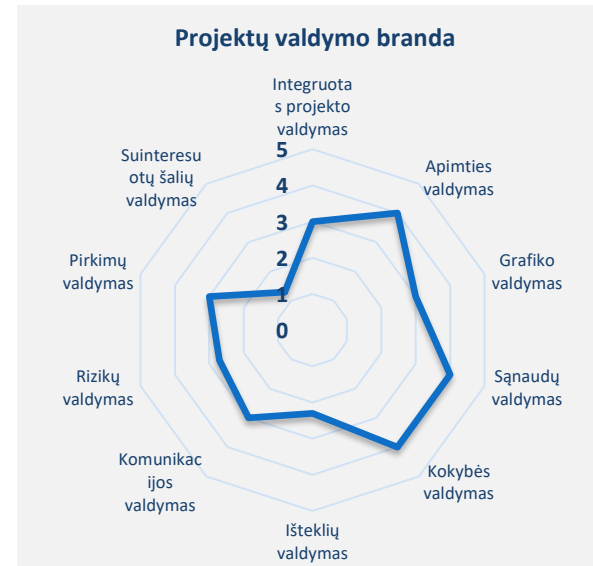 Projektų valdymo branda
Integruota
s projekto
valdymas
Apimties
valdymas
Grafiko
valdymas
Sąnaudų
valdymas
Kokybės
valdymas
Išteklių
valdymas
Komunikac
ijos
valdymas
Rizikų
valdymas
Pirkimų
valdymas
Suinteresu
otų šalių
valdymas
5
4
3
2
1
0